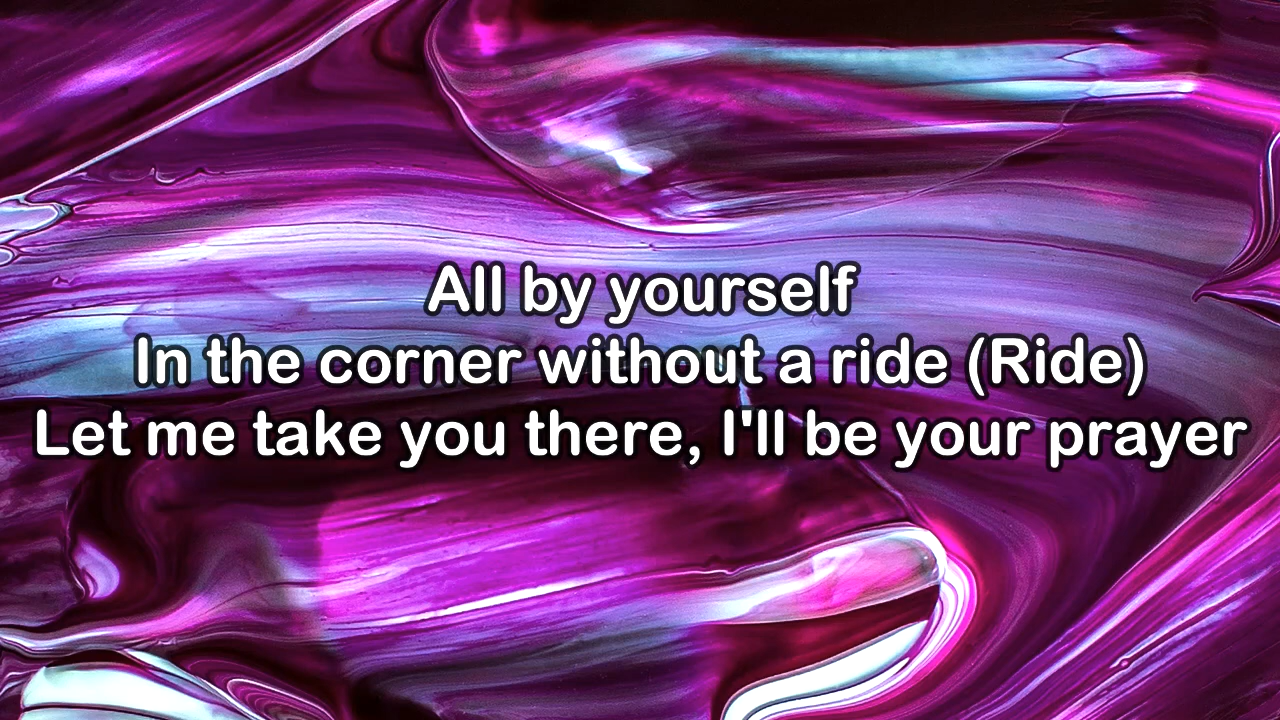 All by yourself
In the corner without a ride (Ride)
Let me take you there, I'll be your prayer